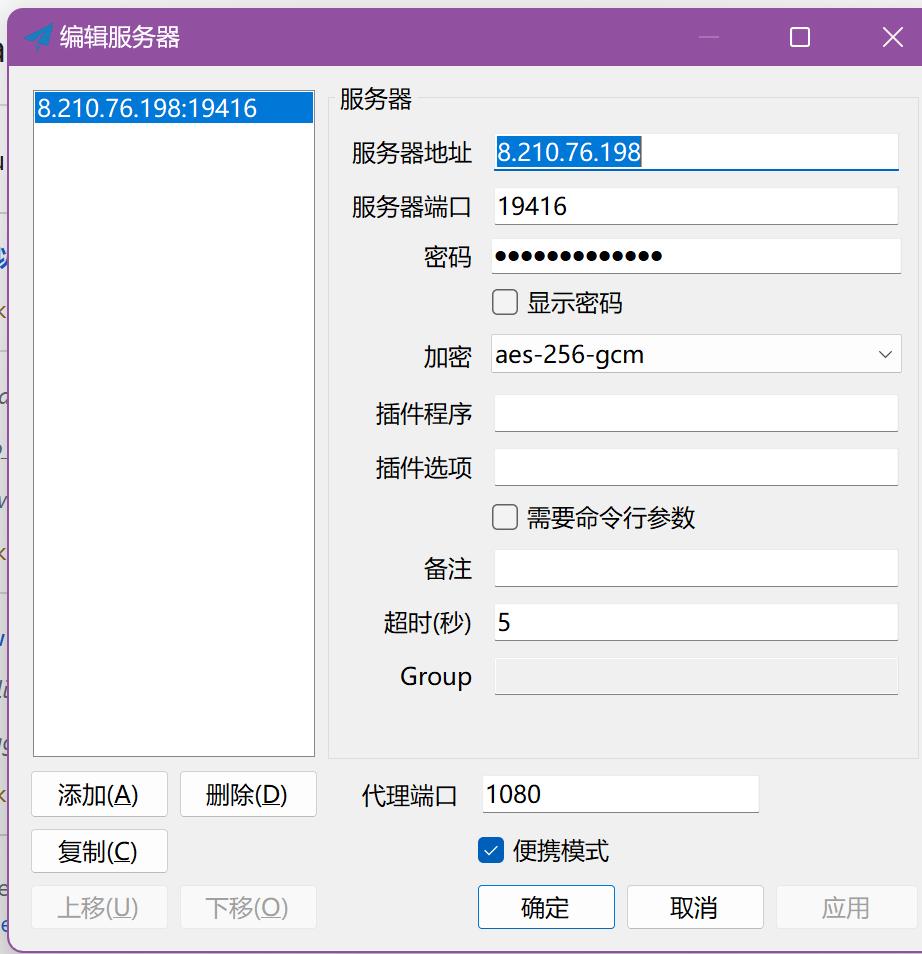 编辑服务器
8.210.76.198:19416
服务器
服务器地址 8.210.76.198
服务器端口 19416
密码 •••••••••••••
显示密码
加密 aes-256-gcm
插件程序
插件选项
需要命令行参数
备注
超时(秒) 5
Group
添加(A) 删除(D) 代理端口 1080
复制(C) 便携模式
上移(U) 下移(O) 确定 取消 应用